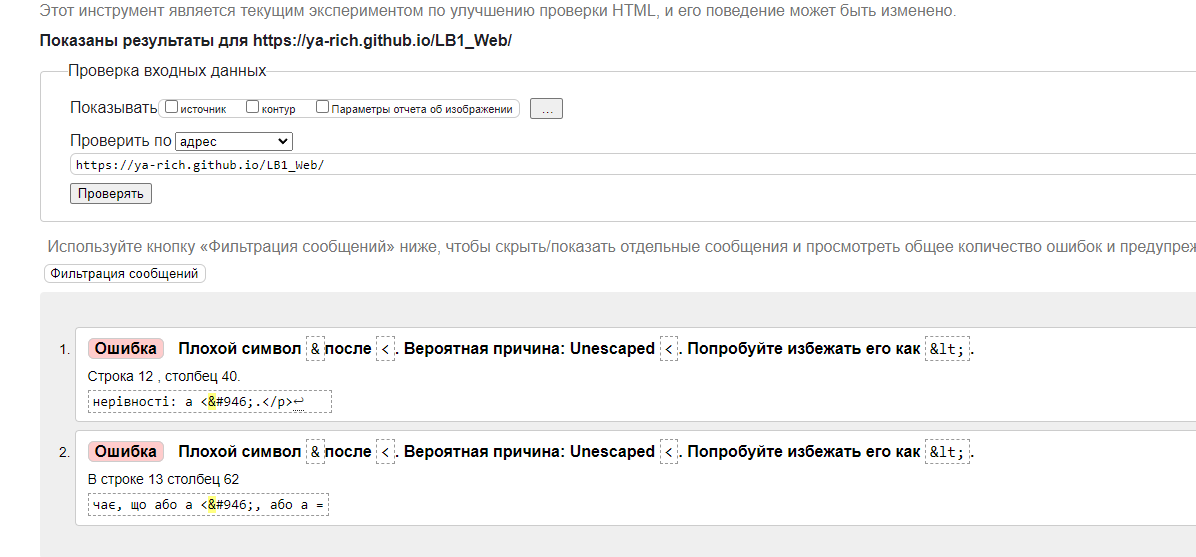 Этот инструмент является текущим экспериментом по улучшению проверки HTML, и его поведение может быть изменено.
Показаны результаты для https://ya-rich.github.io/LB1_Web/
Проверка входных данных
Показывать источник контур Параметры отчета об изображении ...
Проверить по адрес
https://ya-rich.github.io/LB1_Web/
Проверять
Используйте кнопку «Фильтрация сообщений» ниже, чтобы скрыть/показать отдельные сообщения и просмотреть общее количество ошибок и
Фильтрация сообщений
1. Ошибка Плохой символ & после <. Вероятная причина: Unescaped <. Попробуйте избежать его как &lt;.
Строка 12 , столбец 40.
нерівності: a <&#946;.</p>↩
2. Ошибка Плохой символ & после <. Вероятная причина: Unescaped <. Попробуйте избежать его как &lt;.
В строке 13 столбец 62
чає, що або a <&#946;, або a =